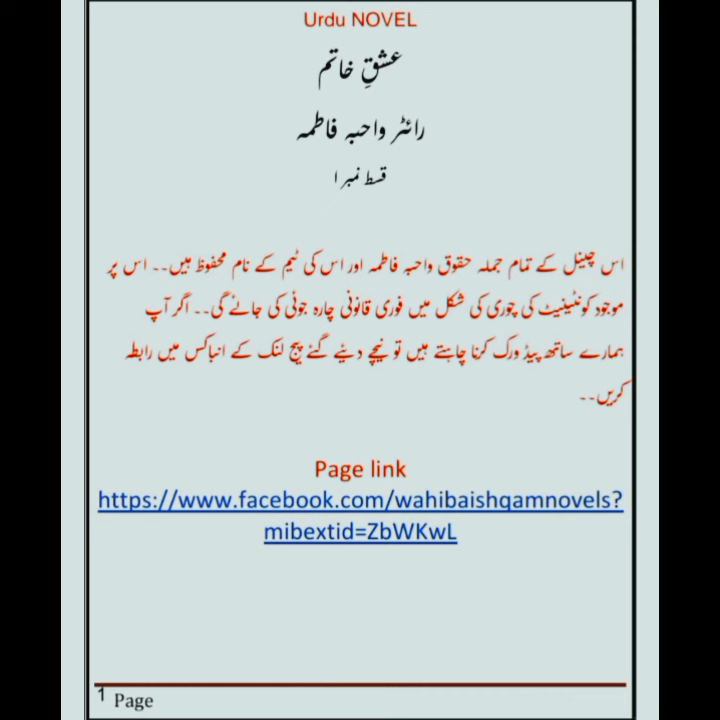 Urdu NOVEL
عشقِ خاتم
رائٹر واحبہ فاطمہ
قسط نمبر ۱
اس چینل کے تمام جملہ حقوق واحبہ فاطمہ اور اس کی ٹیم کے نام محفوظ ہیں۔۔ اس پر
موجود کونٹینیٹ کی چوری کی شکل میں فوری قانونی چارہ جوئی کی جائے گی۔۔ اگر آپ
ہمارے ساتھ پیڈ ورک کرنا چاہتے ہیں تو نیچے دیئے گئے پیج لنک کے انباکس میں رابطہ
کریں۔۔
Page link
https://www.facebook.com/wahibaishqamnovels?
mibextid=ZbWKwL
1 Page